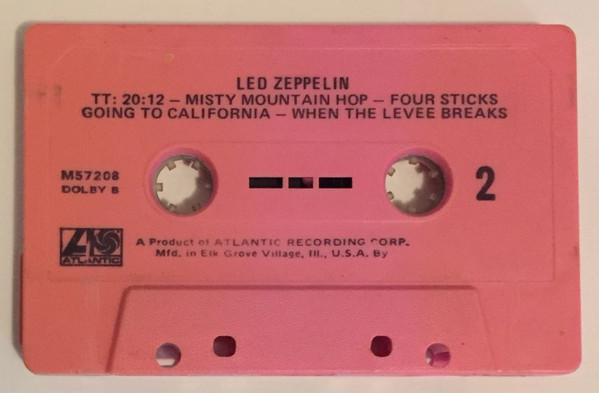 LED ZEPPELIN
TT: 20:12 – MISTY MOUNTAIN HOP – FOUR STICKS
GOING TO CALIFORNIA – WHEN THE LEVEE BREAKS
M57208
DOLBY B
2
ATLANTIC
A Product of ATLANTIC RECORDING CORP.
Mfd. in Elk Grove Village, Ill., U.S.A. By